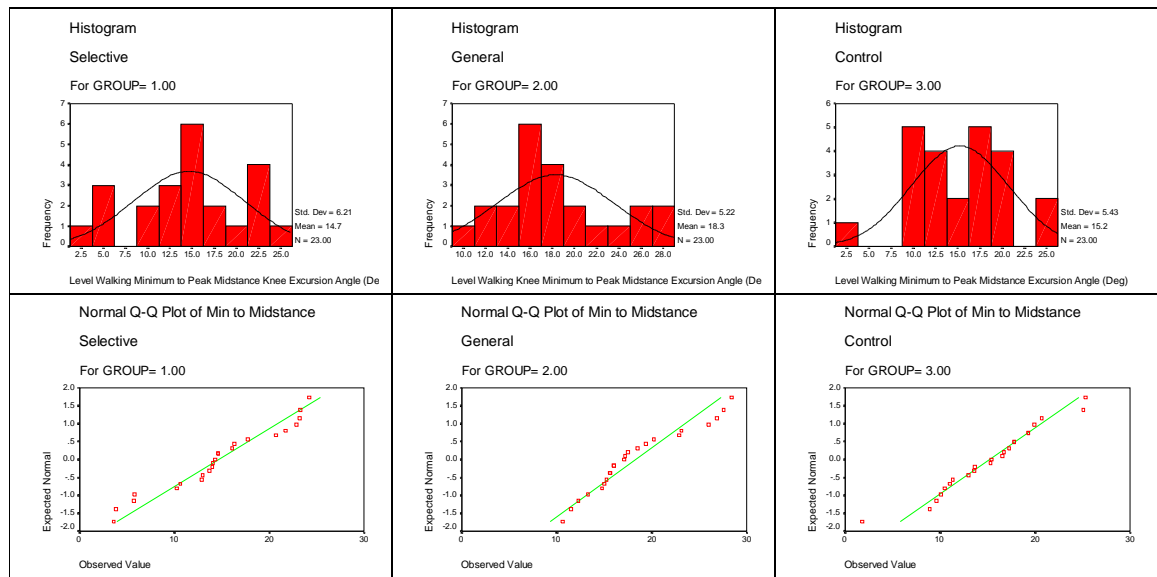 Histogram
Selective
For GROUP= 1.00
7
6
5
4
3
2
1
0
Frequency
2.5 5.0 7.5 10.0 12.5 15.0 17.5 20.0 22.5 25.0
Std. Dev = 6.21
Mean = 14.7
N = 23.00
Level Walking Minimum to Peak Midstance Knee Excursion Angle (De
Histogram
General
For GROUP= 2.00
7
6
5
4
3
2
1
0
Frequency
10.0 12.0 14.0 16.0 18.0 20.0 22.0 24.0 26.0 28.0
Std. Dev = 5.22
Mean = 18.3
N = 23.00
Level Walking Knee Minimum to Peak Midstance Excursion Angle (De
Histogram
Control
For GROUP= 3.00
6
5
4
3
2
1
0
Frequency
2.5 5.0 7.5 10.0 12.5 15.0 17.5 20.0 22.5 25.0
Std. Dev = 5.43
Mean = 15.2
N = 23.00
Level Walking Minimum to Peak Midstance Excursion Angle (Deg)
Normal Q-Q Plot of Min to Midstance
Selective
For GROUP= 1.00
2.0
1.5
1.0
.5
0.0
-.5
-1.0
-1.5
-2.0
Expected Normal
0 10 20 30
Observed Value
Normal Q-Q Plot of Min to Midstance
General
For GROUP= 2.00
2.0
1.5
1.0
.5
0.0
-.5
-1.0
-1.5
-2.0
Expected Normal
0 10 20 30
Observed Value
Normal Q-Q Plot of Min to Midstance
Control
For GROUP= 3.00
2.0
1.5
1.0
.5
0.0
-.5
-1.0
-1.5
-2.0
Expected Normal
0 10 20 30
Observed Value